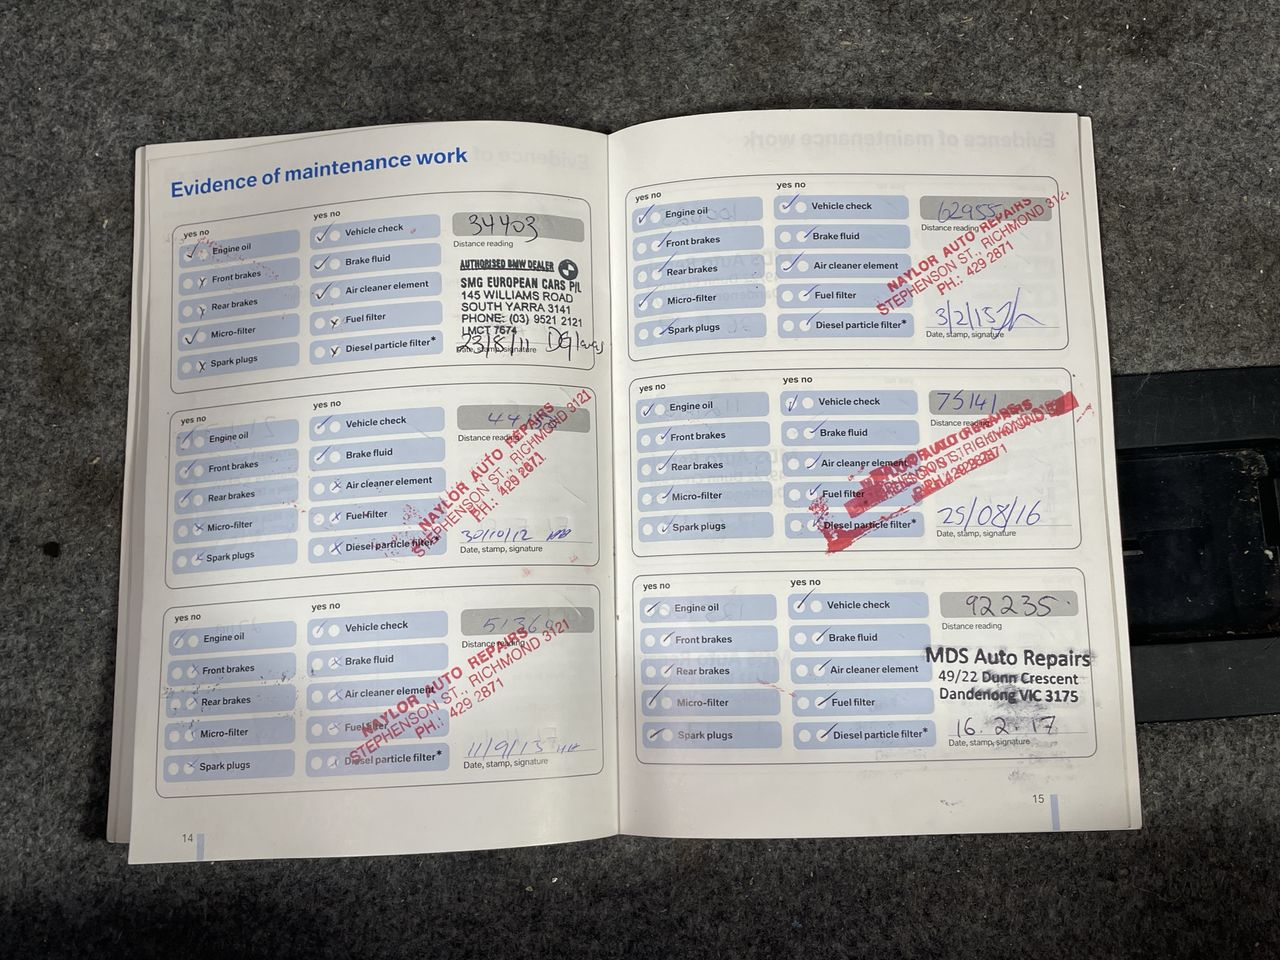 Evidence of maintenance work
yes no
yes no
Engine oil
Vehicle check
Front brakes
Brake fluid
Rear brakes
Air cleaner element
Micro-filter
Fuel filter
Spark plugs
Diesel particle filter*
34403
Distance reading
AUTHORISED BMW DEALER
SMG EUROPEAN CARS P/L
145 WILLIAMS ROAD
SOUTH YARRA 3141
PHONE: (03) 9521 2121
LMCT 7574
23/8/11
Date, stamp, signature
yes no
yes no
Engine oil
Vehicle check
Front brakes
Brake fluid
Rear brakes
Air cleaner element
Micro-filter
Fuel filter
Spark plugs
Diesel particle filter*
Distance reading
NAYLOR AUTO REPAIRS
STEPHENSON ST., RICHMOND 3121
PH.: 429 2871
30/10/12
Date, stamp, signature
yes no
yes no
Engine oil
Vehicle check
Front brakes
Brake fluid
Rear brakes
Air cleaner element
Micro-filter
Fuel filter
Spark plugs
Diesel particle filter*
Distance reading
NAYLOR AUTO REPAIRS
STEPHENSON ST., RICHMOND 3121
PH.: 429 2871
11/9/13
Date, stamp, signature
14
yes no
yes no
Engine oil
Vehicle check
Front brakes
Brake fluid
Rear brakes
Air cleaner element
Micro-filter
Fuel filter
Spark plugs
Diesel particle filter*
62955
Distance reading
NAYLOR AUTO REPAIRS
STEPHENSON ST., RICHMOND 312
PH.: 429 2871
3/2/15
Date, stamp, signature
yes no
yes no
Engine oil
Vehicle check
Front brakes
Brake fluid
Rear brakes
Air cleaner element
Micro-filter
Fuel filter
Spark plugs
Diesel particle filter*
75141
Distance reading
25/08/16
Date, stamp, signature
yes no
yes no
Engine oil
Vehicle check
Front brakes
Brake fluid
Rear brakes
Air cleaner element
Micro-filter
Fuel filter
Spark plugs
Diesel particle filter*
92235
Distance reading
MDS Auto Repairs
49/22 Dunn Crescent
Dandenong VIC 3175
16.2.17
Date, stamp, signature
15